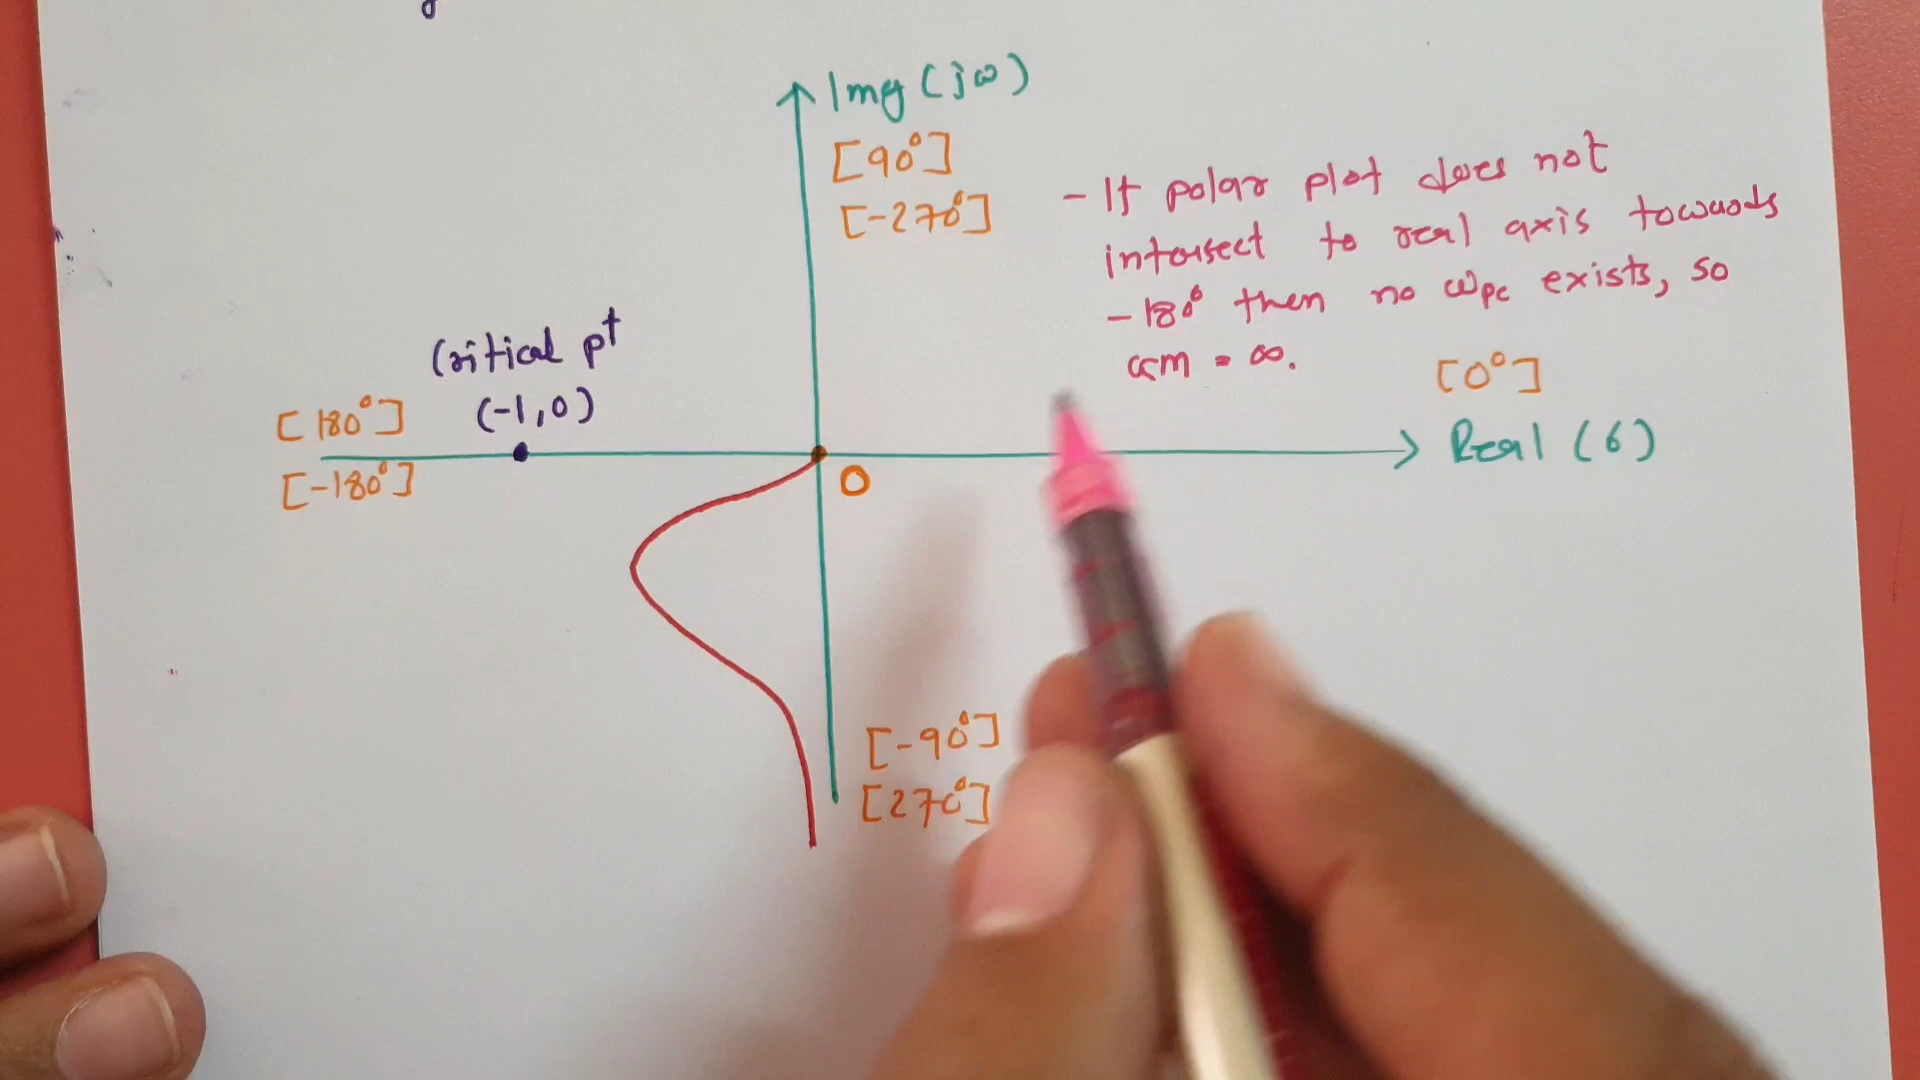 Img (jω)
[90°]
[-270°]
- If polar plot does not
intersect to real axis towards
-180° then no ωpc exists, so
GM = ∞.
[0°]
Real (6)
Critical pt
(-1,0)
[180°]
[-180°]
0
[-90°]
[270°]